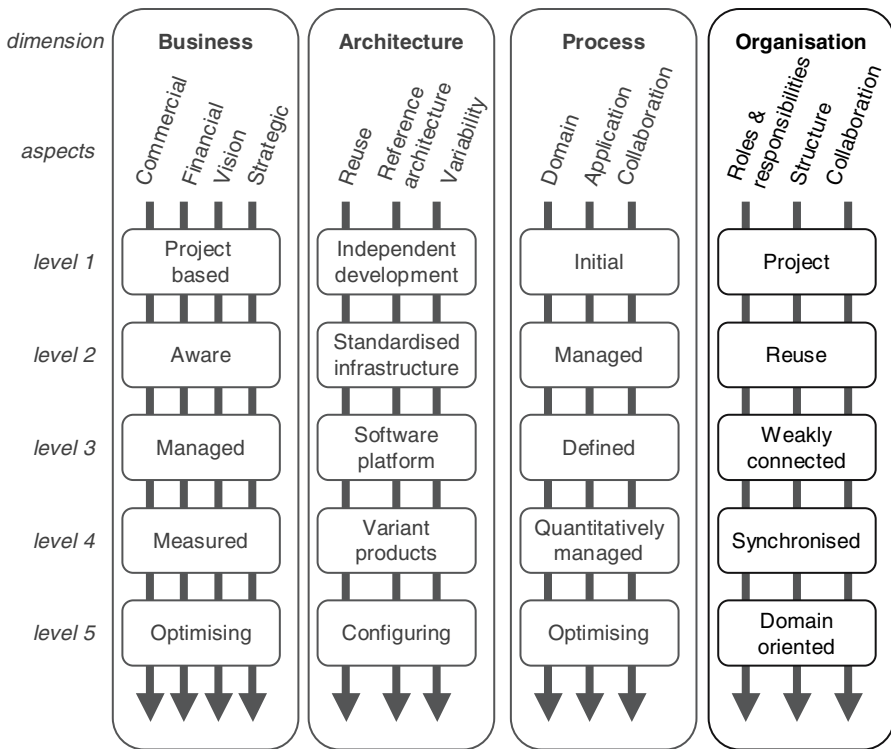 dimension
Business
Architecture
Process
Organisation
aspects
Commercial
Financial
Vision
Strategic
Reuse
Reference
architecture
Variability
Domain
Application
Collaboration
Roles &
responsibilities
Structure
Collaboration
level 1
Project
based
Independent
development
Initial
Project
level 2
Aware
Standardised
infrastructure
Managed
Reuse
level 3
Managed
Software
platform
Defined
Weakly
connected
level 4
Measured
Variant
products
Quantitatively
managed
Synchronised
level 5
Optimising
Configuring
Optimising
Domain
oriented